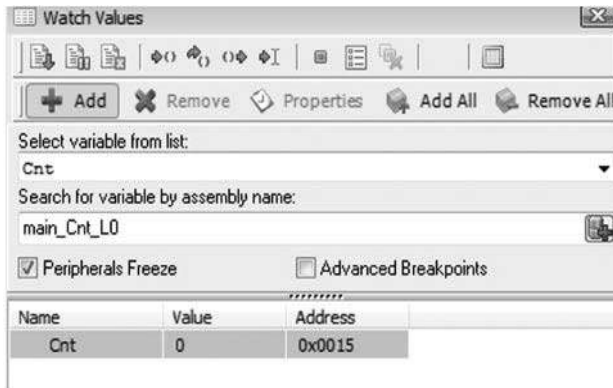 Watch Values
Add Remove Properties Add All Remove All
Select variable from list:
Cnt
Search for variable by assembly name:
main_Cnt_L0
Peripherals Freeze Advanced Breakpoints
Name Value Address
Cnt 0 0x0015